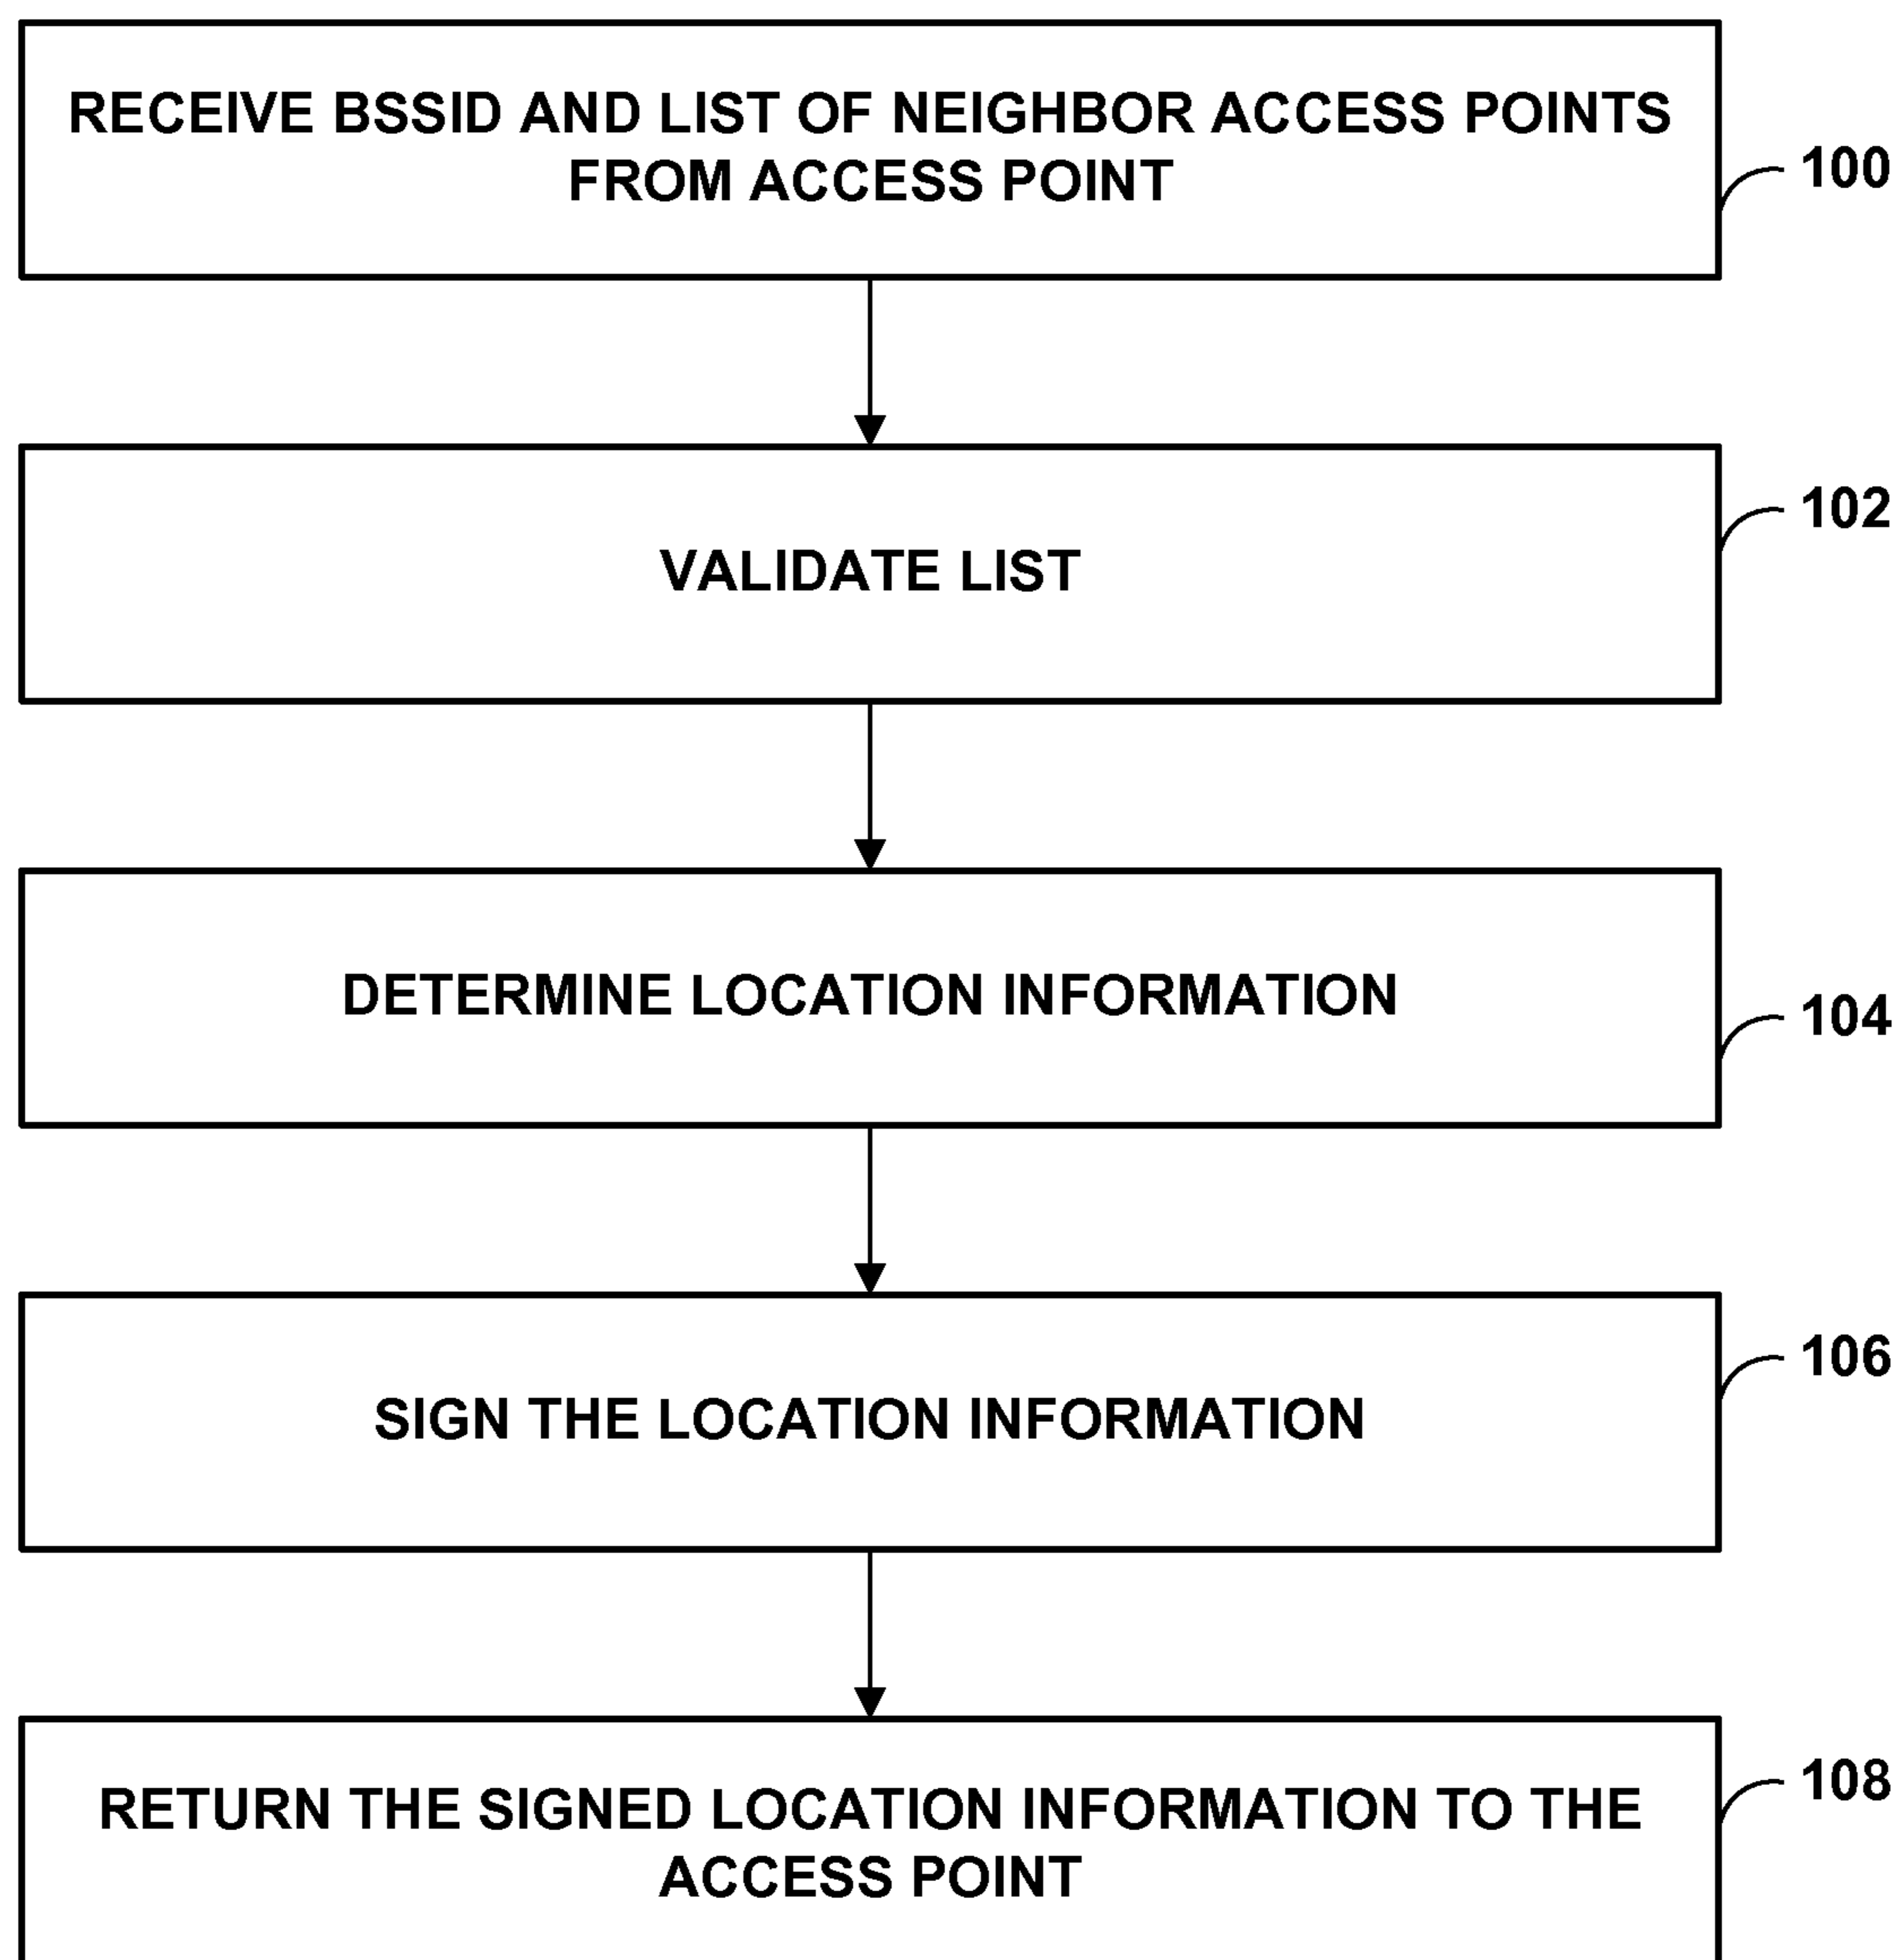 RECEIVE BSSID AND LIST OF NEIGHBOR ACCESS POINTS
FROM ACCESS POINT
100
VALIDATE LIST
102
DETERMINE LOCATION INFORMATION
104
SIGN THE LOCATION INFORMATION
106
RETURN THE SIGNED LOCATION INFORMATION TO THE
ACCESS POINT
108